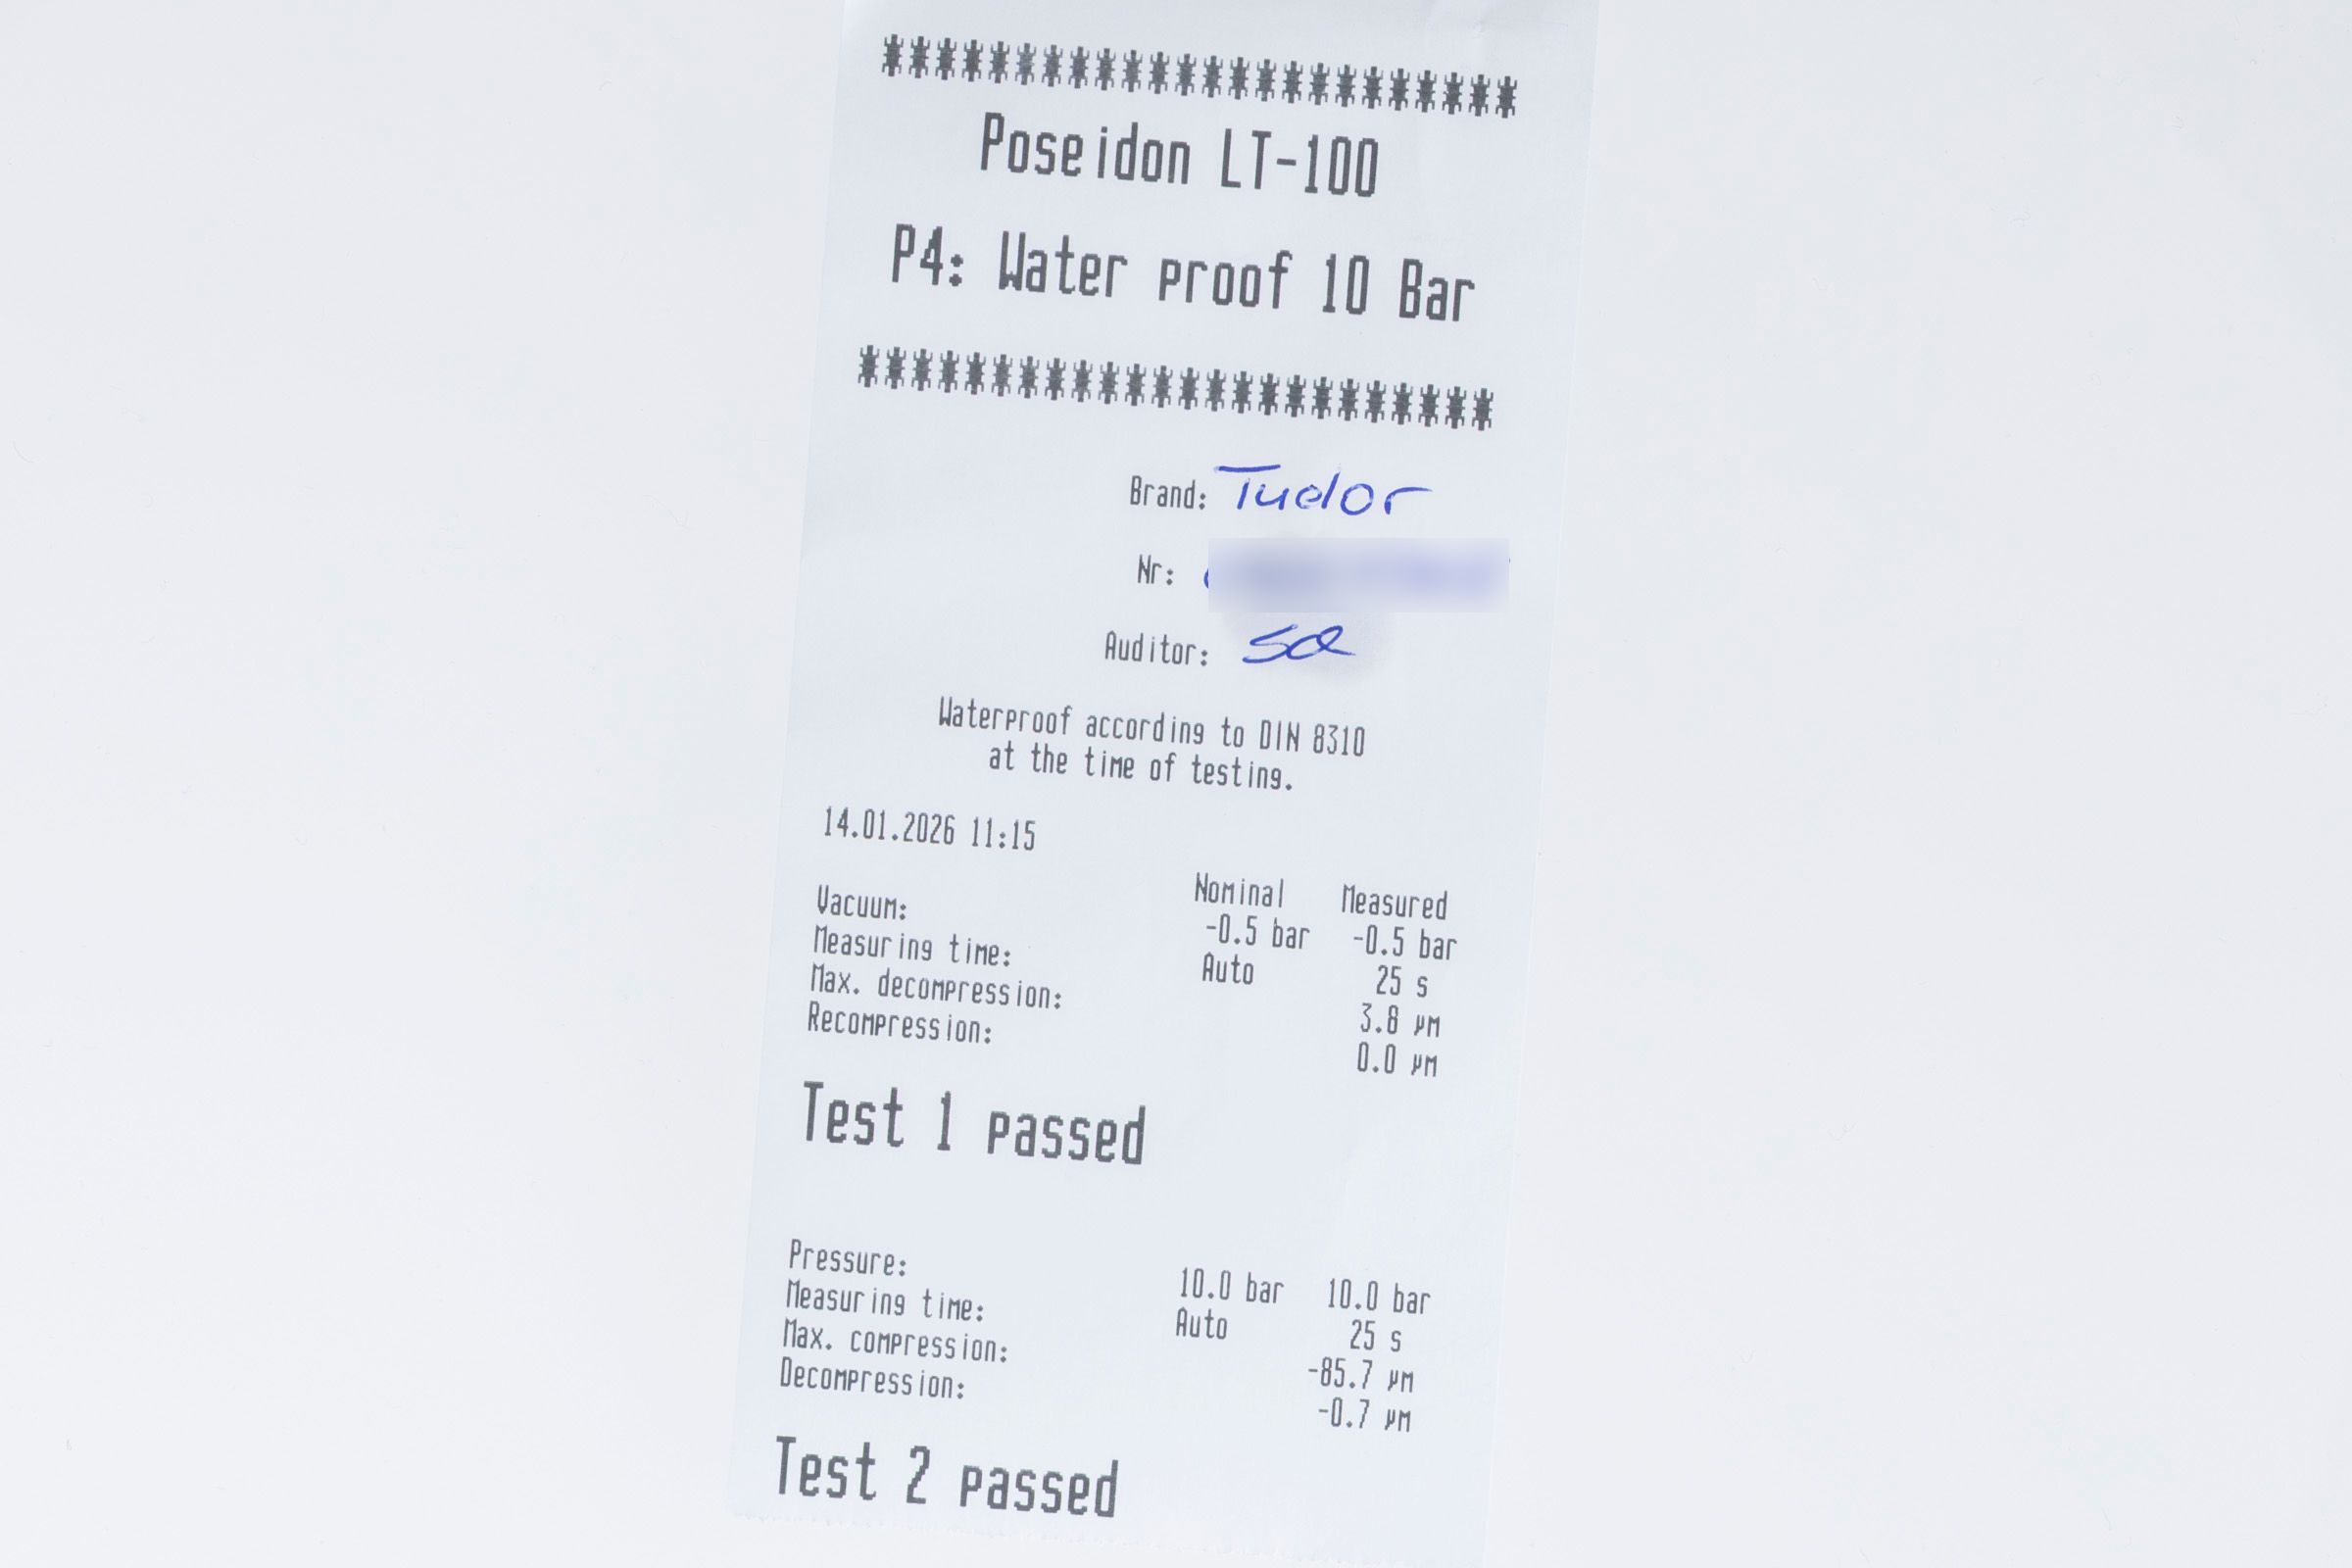 ************************
Poseidon LT-100
P4: Water proof 10 Bar
************************
Brand: Tudor
Nr:
Auditor:
Waterproof according to DIN 8310
at the time of testing.
14.01.2026 11:15
Nominal Measured
Vacuum: -0.5 bar -0.5 bar
Measuring time: Auto 25 s
Max. decompression: 3.8 µm
Recompression: 0.0 µm
Test 1 passed
Pressure: 10.0 bar 10.0 bar
Measuring time: Auto 25 s
Max. compression: -85.7 µm
Decompression: -0.7 µm
Test 2 passed